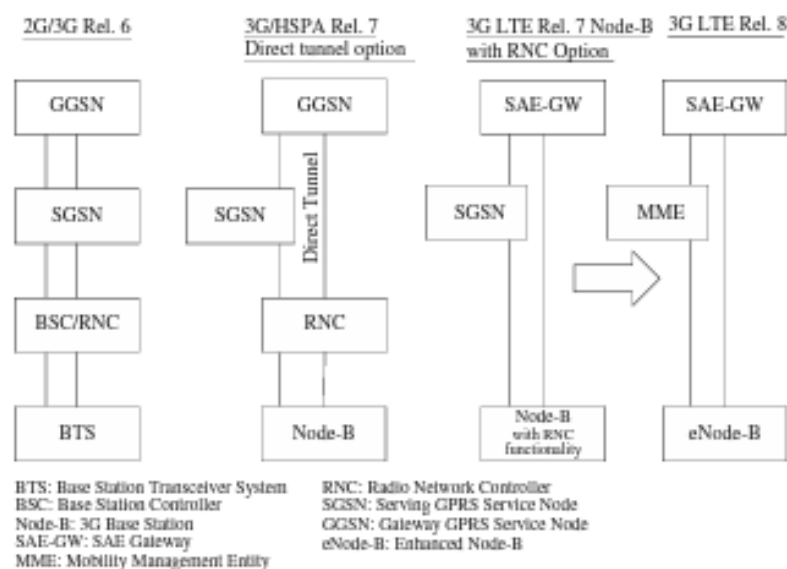 2G/3G Rel. 6
3G/HSPA Rel. 7
Direct tunnel option
3G LTE Rel. 7 Node-B
with RNC Option
3G LTE Rel. 8
GGSN
GGSN
SAE-GW
SAE-GW
SGSN
SGSN
Direct Tunnel
SGSN
MME
BSC/RNC
RNC
BTS
Node-B
Node-B
with RNC
functionality
eNode-B
BTS: Base Station Transceiver System
BSC: Base Station Controller
Node-B: 3G Base Station
SAE-GW: SAE Gateway
MME: Mobility Management Entity
RNC: Radio Network Controller
SGSN: Serving GPRS Service Node
GGSN: Gateway GPRS Service Node
eNode-B: Enhanced Node-B